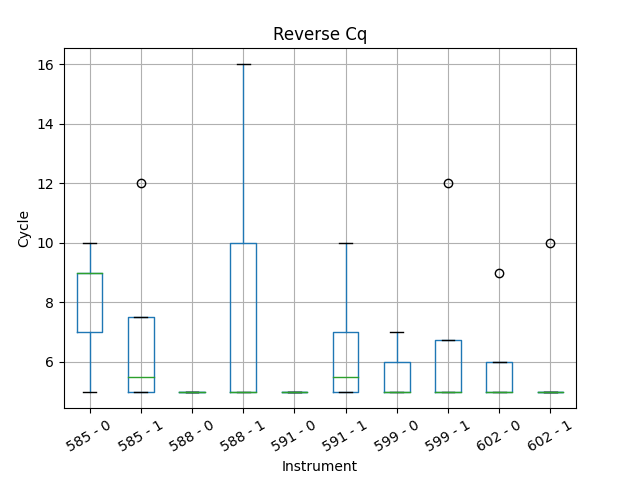 Reverse Cq
16
14
12
10
8
6
Cycle
585 - 0
585 - 1
588 - 0
588 - 1
591 - 0
591 - 1
599 - 0
599 - 1
602 - 0
602 - 1
Instrument